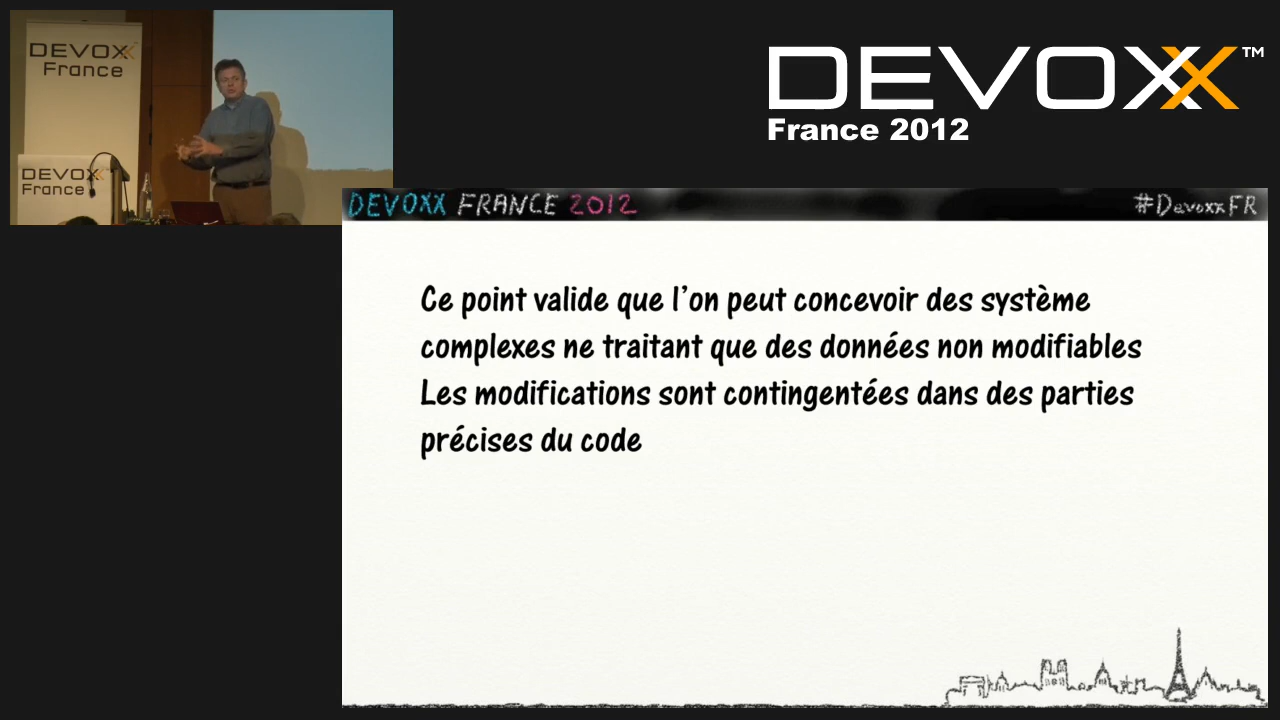 DEVOXX
France
DEVOXX
France
DEVOXX™
France 2012
DEVOXX FRANCE 2012
#DevoxxFR
Ce point valide que l’on peut concevoir des système
complexes ne traitant que des données non modifiables
Les modifications sont contingentées dans des parties
précises du code